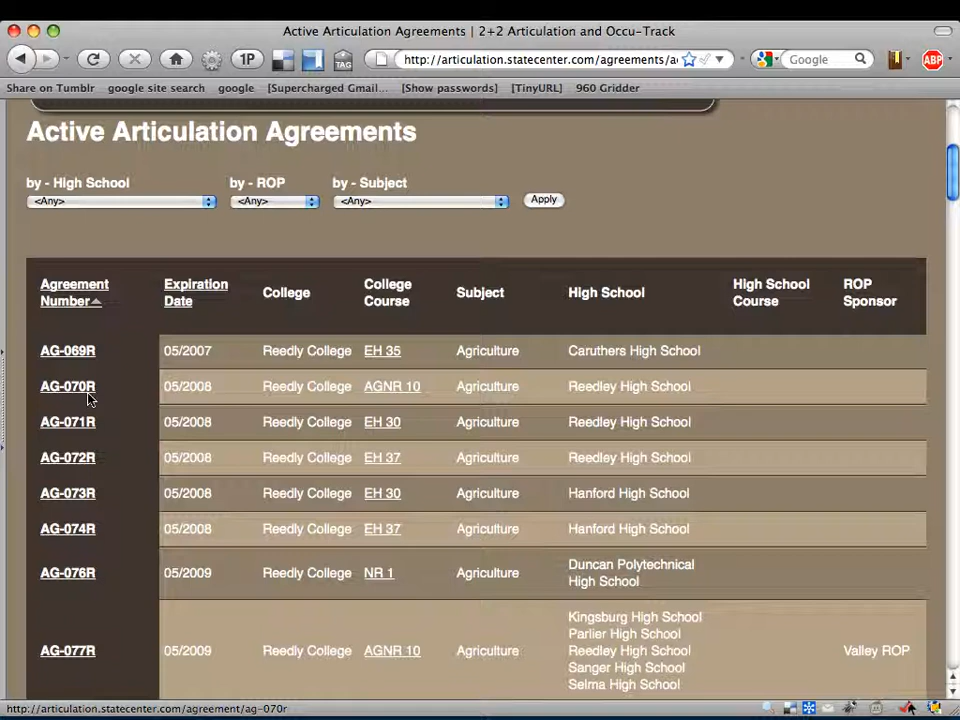 Active Articulation Agreements | 2+2 Articulation and Occu-Track
1P TAG http://articulation.statecenter.com/agreements/a Google ABP
Share on Tumblr google site search google [Supercharged Gmail... [Show passwords] [TinyURL] 960 Gridder
Active Articulation Agreements
by - High School by - ROP by - Subject
<Any> <Any> <Any> Apply
Agreement Number Expiration Date College College Course Subject High School High School Course ROP Sponsor
AG-069R 05/2007 Reedly College EH 35 Agriculture Caruthers High School
AG-070R 05/2008 Reedly College AGNR 10 Agriculture Reedley High School
AG-071R 05/2008 Reedly College EH 30 Agriculture Reedley High School
AG-072R 05/2008 Reedly College EH 37 Agriculture Reedley High School
AG-073R 05/2008 Reedly College EH 30 Agriculture Hanford High School
AG-074R 05/2008 Reedly College EH 37 Agriculture Hanford High School
AG-076R 05/2009 Reedly College NR 1 Agriculture Duncan Polytechnical
High School
Kingsburg High School
Parlier High School
AG-077R 05/2009 Reedly College AGNR 10 Agriculture Reedley High School Valley ROP
Sanger High School
Selma High School
http://articulation.statecenter.com/agreement/ag-070r